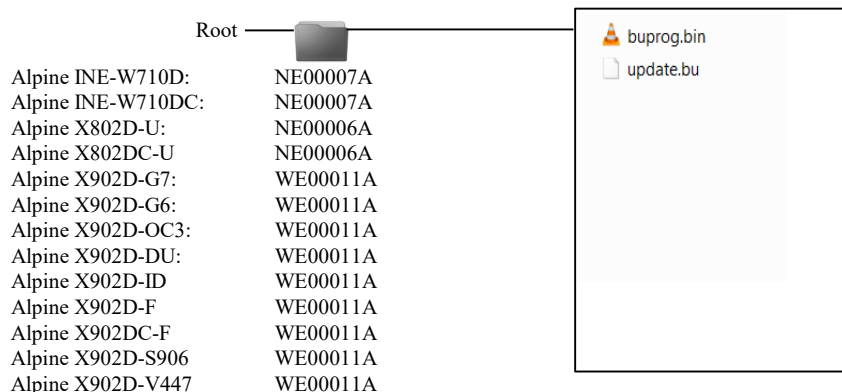 Root
buprog.bin
update.bu
Alpine INE-W710D: NE00007A
Alpine INE-W710DC: NE00007A
Alpine X802D-U: NE00006A
Alpine X802DC-U NE00006A
Alpine X902D-G7: WE00011A
Alpine X902D-G6: WE00011A
Alpine X902D-OC3: WE00011A
Alpine X902D-DU: WE00011A
Alpine X902D-ID WE00011A
Alpine X902D-F WE00011A
Alpine X902DC-F WE00011A
Alpine X902D-S906 WE00011A
Alpine X902D-V447 WE00011A